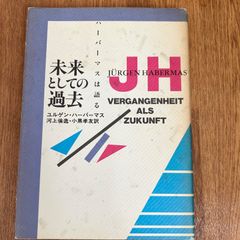 ハーバーマスは語る
未来
としての
過去
ユルゲン・ハーバーマス
河上倫逸・小黒孝友訳
JH
JÜRGEN HABERMAS
VERGANGENHEIT
ALS
ZUKUNFT